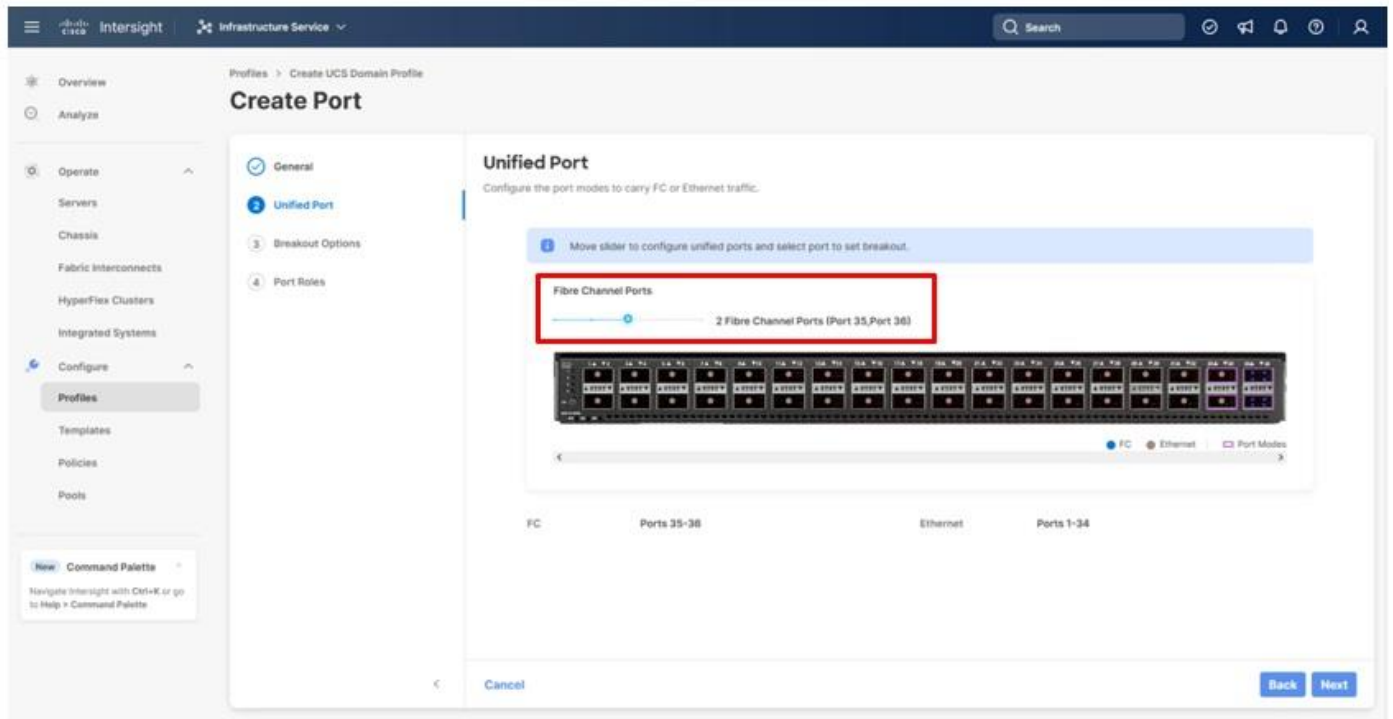 cisco Intersight
Infrastructure Service
Search
Overview
Analyze
Operate
Servers
Chassis
Fabric Interconnects
HyperFlex Clusters
Integrated Systems
Configure
Profiles
Templates
Policies
Pools
New Command Palette
Navigate Intersight with Ctrl+K or go
to Help > Command Palette
Profiles > Create UCS Domain Profile
Create Port
General
2 Unified Port
3 Breakout Options
4 Port Roles
Unified Port
Configure the port modes to carry FC or Ethernet traffic.
Move slider to configure unified ports and select port to set breakout.
Fibre Channel Ports
2 Fibre Channel Ports (Port 35,Port 36)
FC Ethernet Port Modes
FC Ports 35-36 Ethernet Ports 1-34
Cancel Back Next